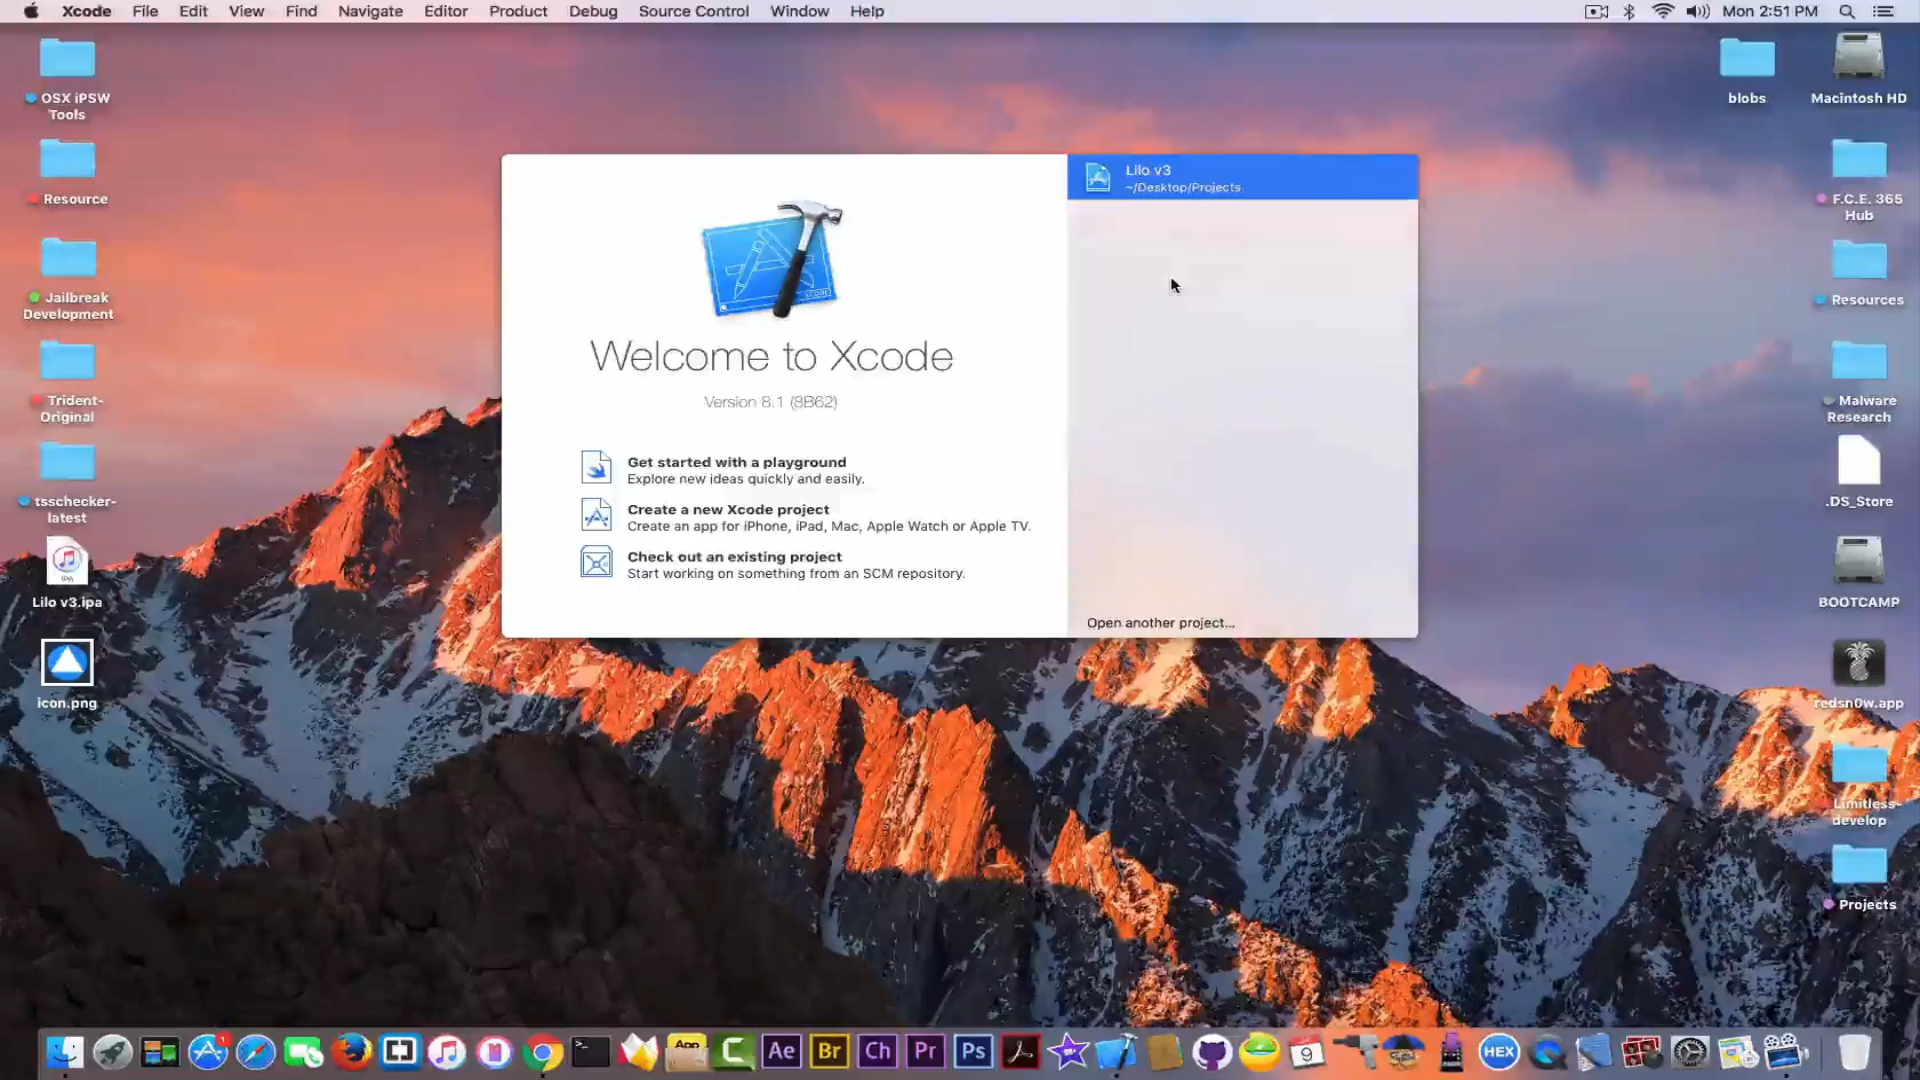 Xcode File Edit View Find Navigate Editor Product Debug Source Control Window Help Mon 2:51 PM
OSX iPSW
Tools
Resource
Jailbreak
Development
Trident-
Original
tsschecker-
latest
IPA
Lilo v3.ipa
icon.png
XCODE
Welcome to Xcode
Version 8.1 (8B62)
Get started with a playground
Explore new ideas quickly and easily.
Create a new Xcode project
Create an app for iPhone, iPad, Mac, Apple Watch or Apple TV.
Check out an existing project
Start working on something from an SCM repository.
Lilo v3
~/Desktop/Projects
Open another project...
blobs
Macintosh HD
F.C.E. 365
Hub
Resources
Malware
Research
.DS_Store
BOOTCAMP
redsn0w.app
Limitless-
develop
Projects
1
App
Ae
Br
Ch
Pr
Ps
9
HEX